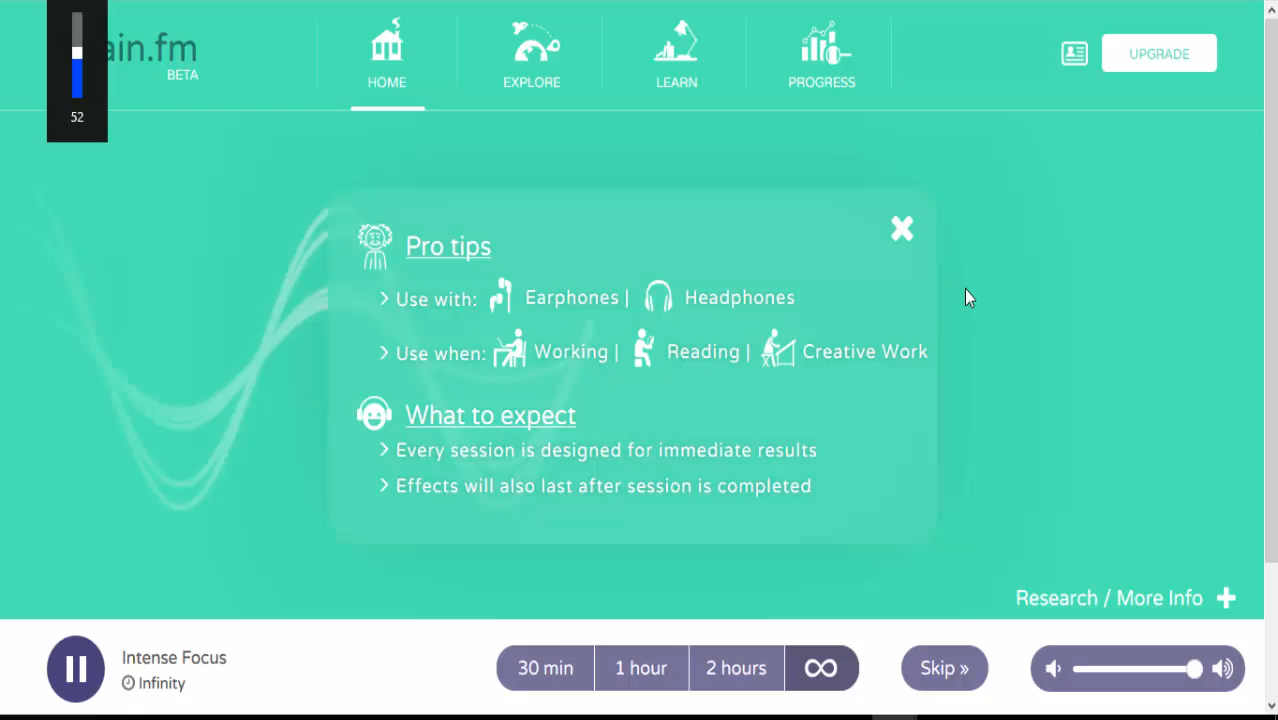 ain.fm
BETA
HOME
EXPLORE
LEARN
PROGRESS
UPGRADE
52
Pro tips
Use with: Earphones | Headphones
Use when: Working | Reading | Creative Work
What to expect
Every session is designed for immediate results
Effects will also last after session is completed
Research / More Info
Intense Focus
Infinity
30 min
1 hour
2 hours
∞
Skip »